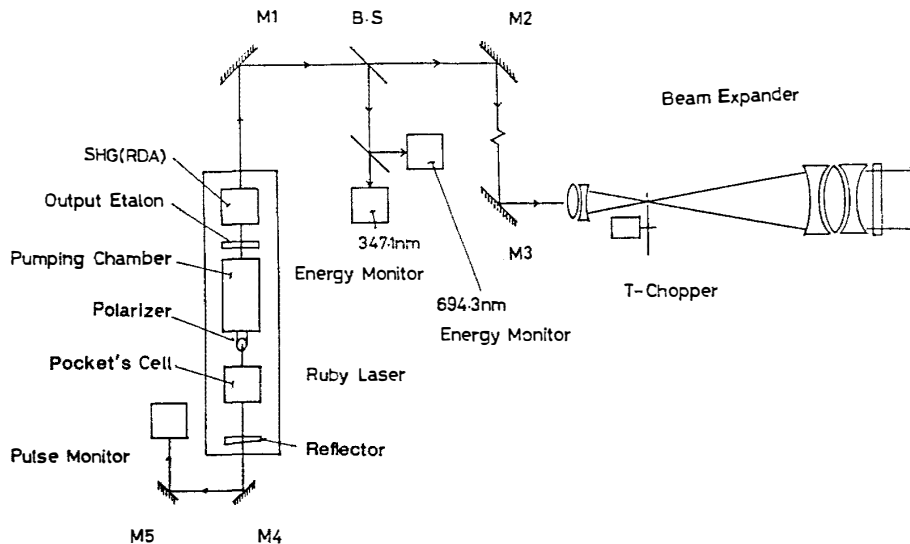 M1
B·S
M2
Beam Expander
SHG(RDA)
Output Etalon
347.1nm
M3
Pumping Chamber
Energy Monitor
T-Chopper
694.3nm
Polarizer
Energy Monitor
Pocket's Cell
Ruby Laser
Pulse Monitor
Reflector
M5
M4